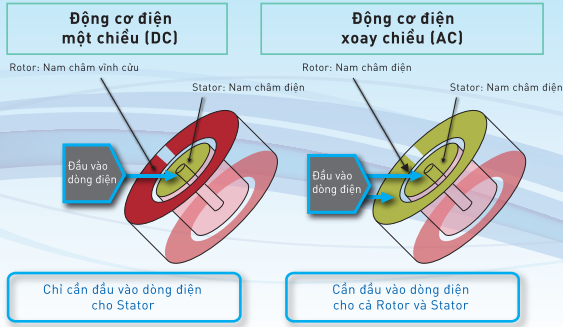 Động cơ điện
một chiều (DC)
Rotor: Nam châm vĩnh cửu
Stator: Nam châm điện
Đầu vào
dòng điện
Chỉ cần đầu vào dòng điện
cho Stator
Động cơ điện
xoay chiều (AC)
Rotor: Nam châm điện
Stator: Nam châm điện
Đầu vào
dòng điện
Cần đầu vào dòng điện
cho cả Rotor và Stator